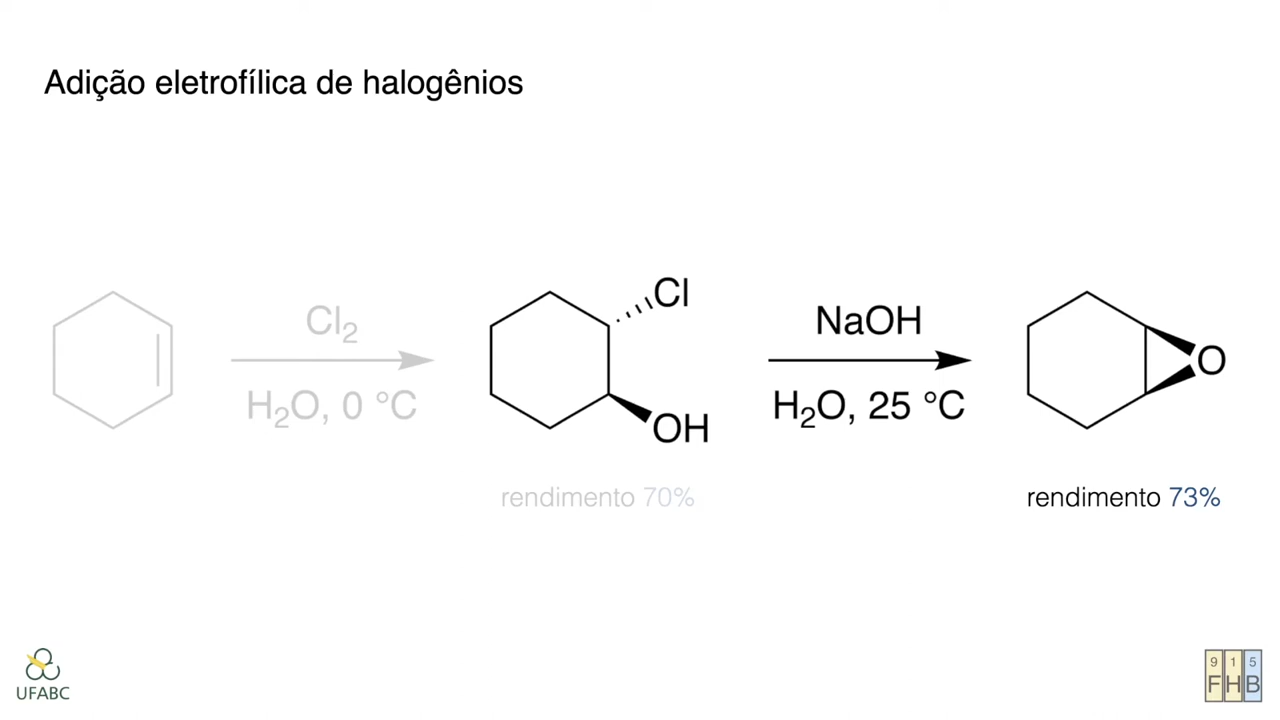 Adição eletrofílica de halogênios
Cl₂
H₂O, 0 °C
Cl
OH
rendimento 70%
NaOH
H₂O, 25 °C
O
rendimento 73%
UFABC
9 1 5
F H B